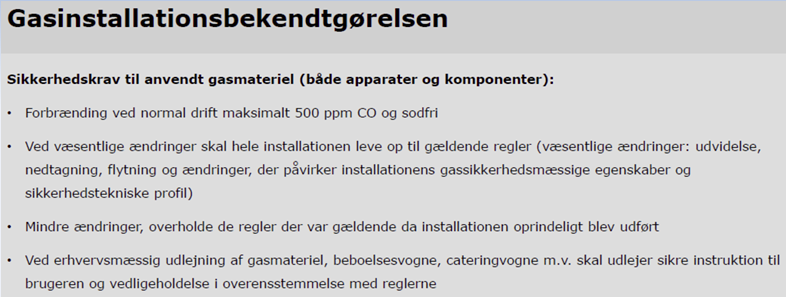 Gasinstallationsbekendtgørelsen
Sikkerhedskrav til anvendt gasmateriel (både apparater og komponenter):
• Forbrænding ved normal drift maksimalt 500 ppm CO og sodfri
• Ved væsentlige ændringer skal hele installationen leve op til gældende regler (væsentlige ændringer: udvidelse,
nedtagning, flytning og ændringer, der påvirker installationens gassikkerhedsmæssige egenskaber og
sikkerhedstekniske profil)
• Mindre ændringer, overholde de regler der var gældende da installationen oprindeligt blev udført
• Ved erhvervsmæssig udlejning af gasmateriel, beboelsesvogne, cateringvogne m.v. skal udlejer sikre instruktion til
brugeren og vedligeholdelse i overensstemmelse med reglerne